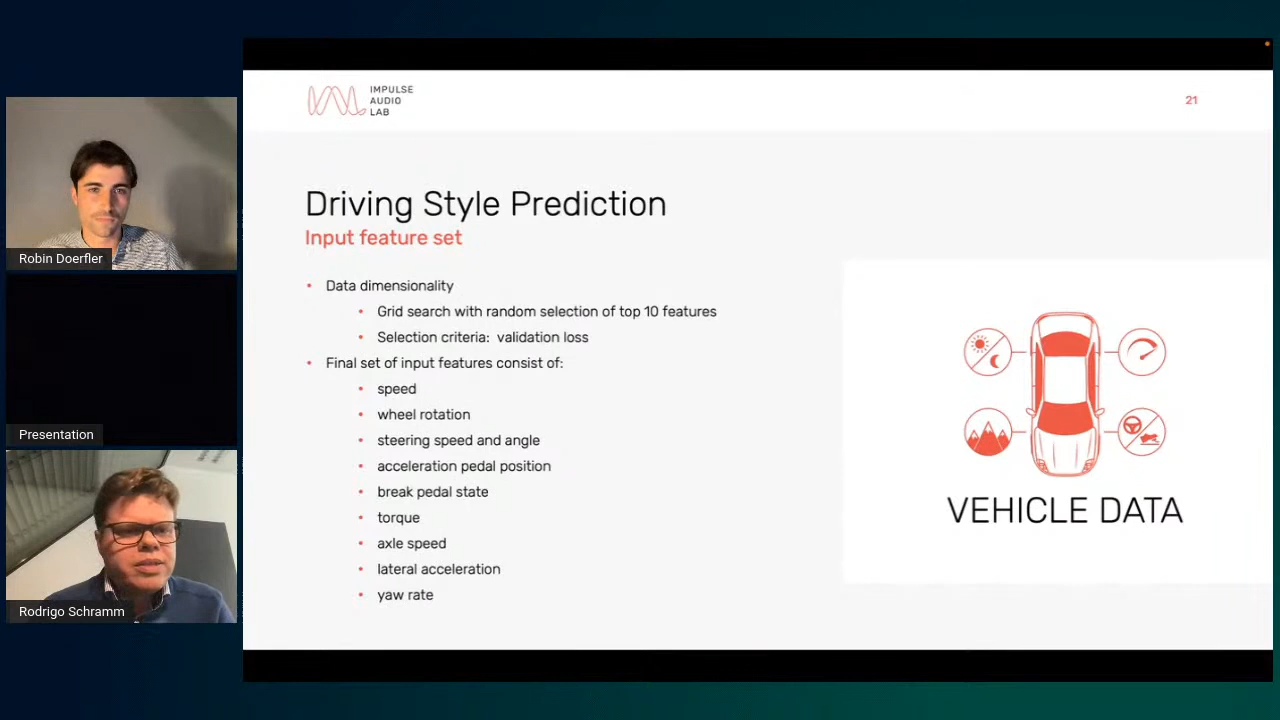 Robin Doerfler
Presentation
Rodrigo Schramm
IMPULSE
AUDIO
LAB
21
Driving Style Prediction
Input feature set
• Data dimensionality
• Grid search with random selection of top 10 features
• Selection criteria: validation loss
• Final set of input features consist of:
• speed
• wheel rotation
• steering speed and angle
• acceleration pedal position
• break pedal state
• torque
• axle speed
• lateral acceleration
• yaw rate
VEHICLE DATA